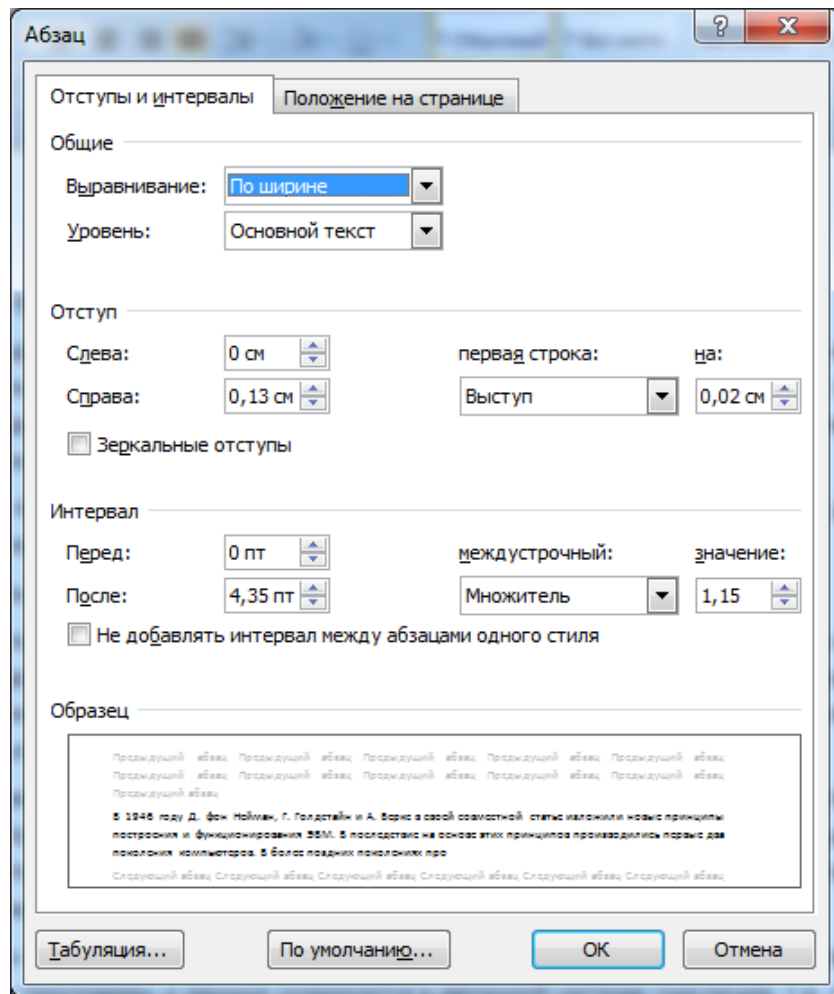 Абзац
Отступы и интервалы Положение на странице
Общие
Выравнивание: По ширине
Уровень: Основной текст
Отступ
Слева: 0 см первая строка: на:
Справа: 0,13 см Выступ 0,02 см
Зеркальные отступы
Интервал
Перед: 0 пт междустрочный: значение:
После: 4,35 пт Множитель 1,15
Не добавлять интервал между абзацами одного стиля
Образец
Предыдущий абзац Предыдущий абзац Предыдущий абзац Предыдущий абзац Предыдущий абзац
Предыдущий абзац Предыдущий абзац Предыдущий абзац Предыдущий абзац Предыдущий абзац
Предыдущий абзац
В 1946 году Д. фон Нейман, Г. Голдстайн и А. Беркс в своей совместной статье изложили новые принципы
построения и функционирования ЭВМ. В последствие на основе этих принципов производились первые два
поколения компьютеров. В более поздних поколениях про
Следующий абзац Следующий абзац Следующий абзац Следующий абзац Следующий абзац Следующий абзац
Табуляция... По умолчанию... ОК Отмена